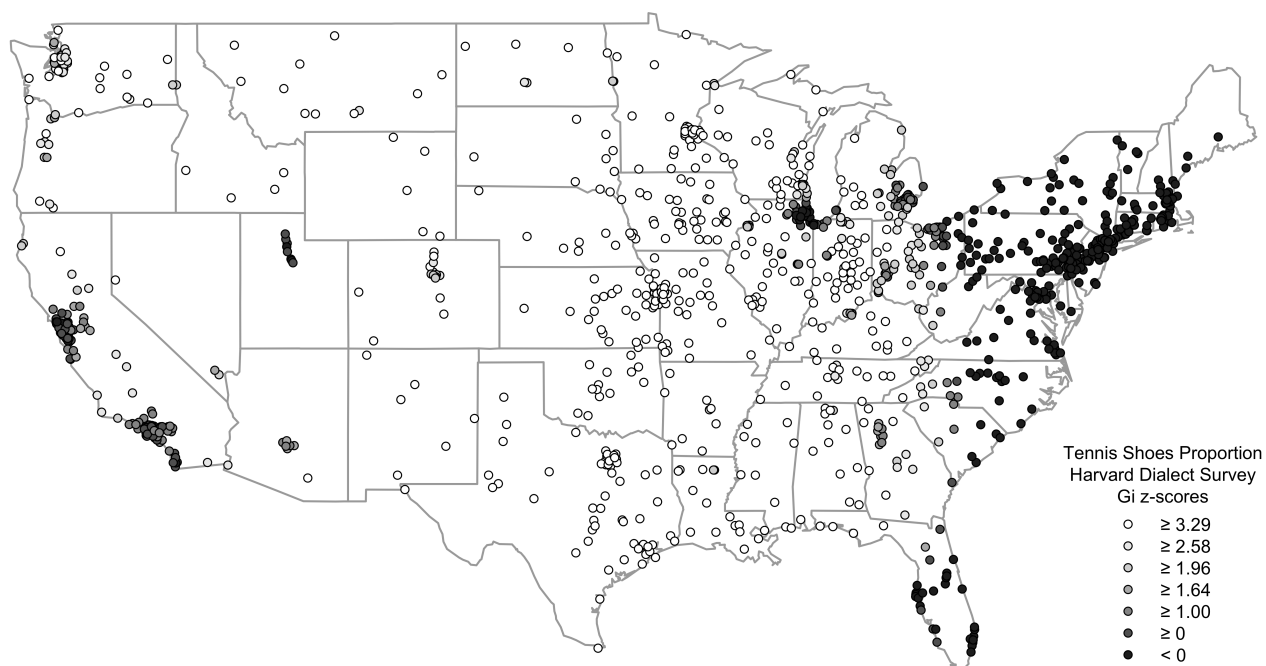 Tennis Shoes Proportion
Harvard Dialect Survey
Gi z-scores
≥ 3.29
≥ 2.58
≥ 1.96
≥ 1.64
≥ 1.00
≥ 0
< 0